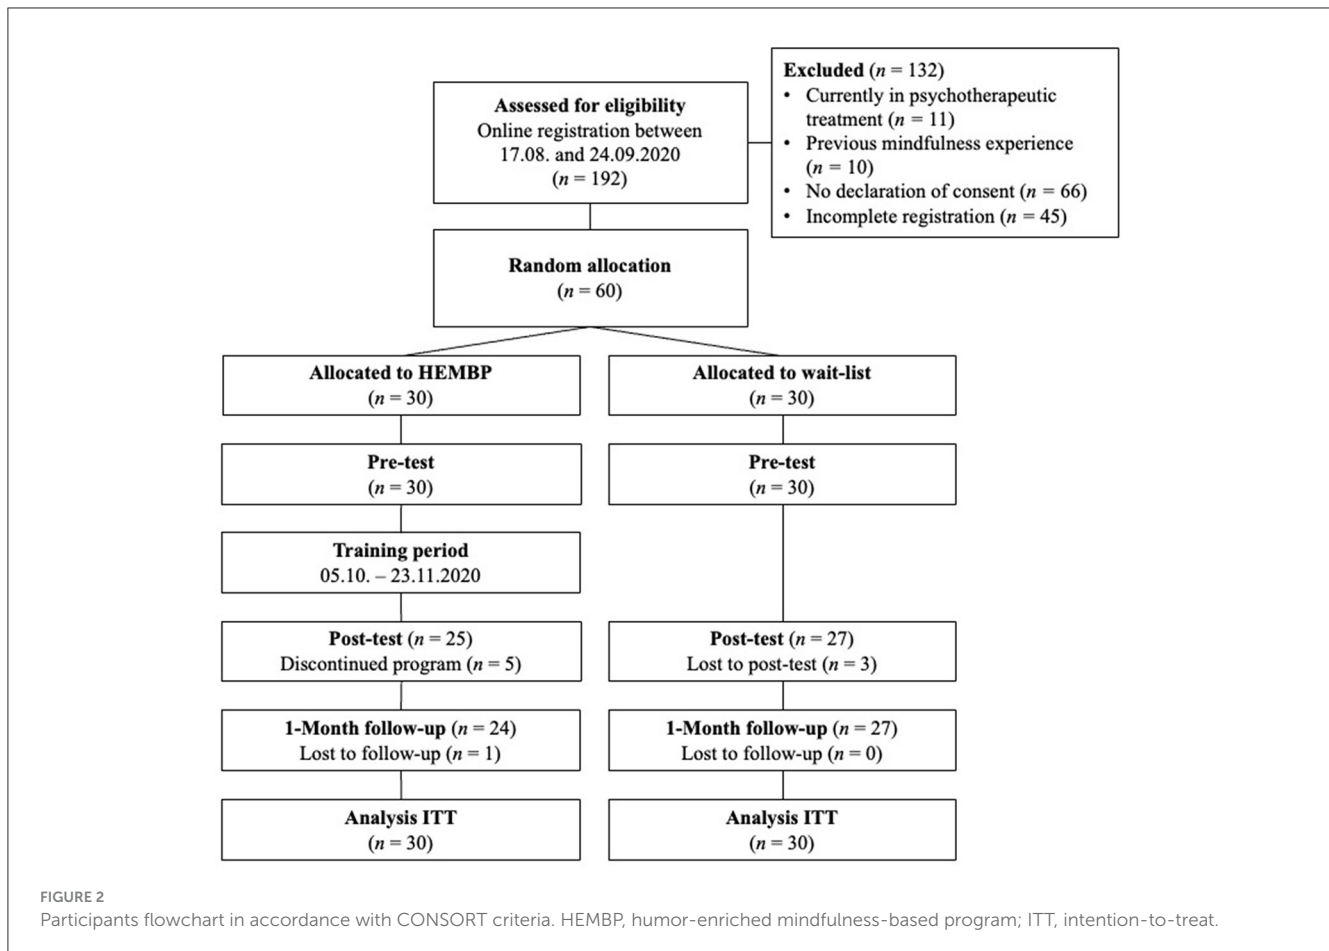 Assessed for eligibility
Online registration between
17.08. and 24.09.2020
(n = 192)
Excluded (n = 132)
• Currently in psychotherapeutic
treatment (n = 11)
• Previous mindfulness experience
(n = 10)
• No declaration of consent (n = 66)
• Incomplete registration (n = 45)
Random allocation
(n = 60)
Allocated to HEMBP
(n = 30)
Allocated to wait-list
(n = 30)
Pre-test
(n = 30)
Pre-test
(n = 30)
Training period
05.10. – 23.11.2020
Post-test (n = 25)
Discontinued program (n = 5)
Post-test (n = 27)
Lost to post-test (n = 3)
1-Month follow-up (n = 24)
Lost to follow-up (n = 1)
1-Month follow-up (n = 27)
Lost to follow-up (n = 0)
Analysis ITT
(n = 30)
Analysis ITT
(n = 30)
FIGURE 2
Participants flowchart in accordance with CONSORT criteria. HEMBP, humor-enriched mindfulness-based program; ITT, intention-to-treat.